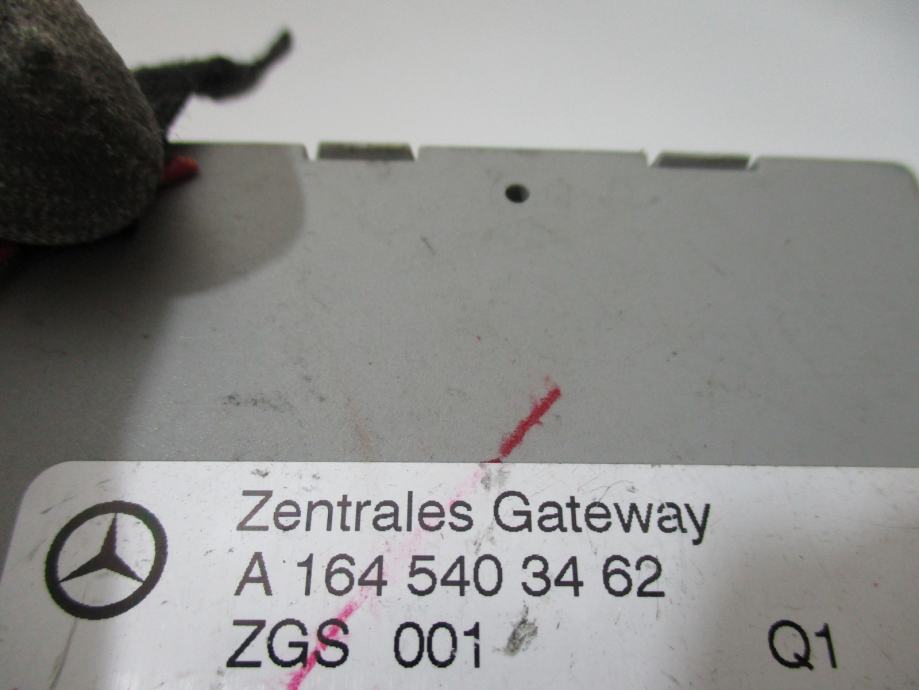 Zentrales Gateway
A 164 540 34 62
ZGS 001 Q1